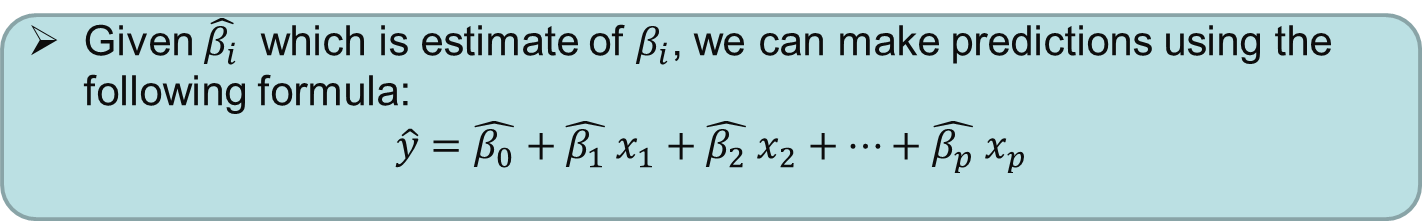 ➢ Given β̂ᵢ which is estimate of βᵢ, we can make predictions using the
following formula:
ŷ = β̂₀ + β̂₁ x₁ + β̂₂ x₂ + ⋯ + β̂ₚ xₚ